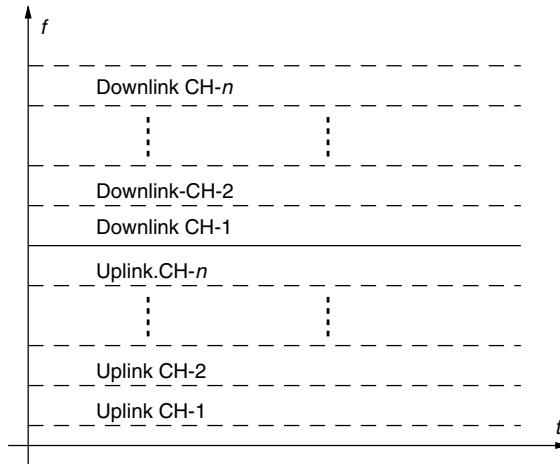 f
Downlink CH-n
Downlink-CH-2
Downlink CH-1
Uplink.CH-n
Uplink CH-2
Uplink CH-1
t